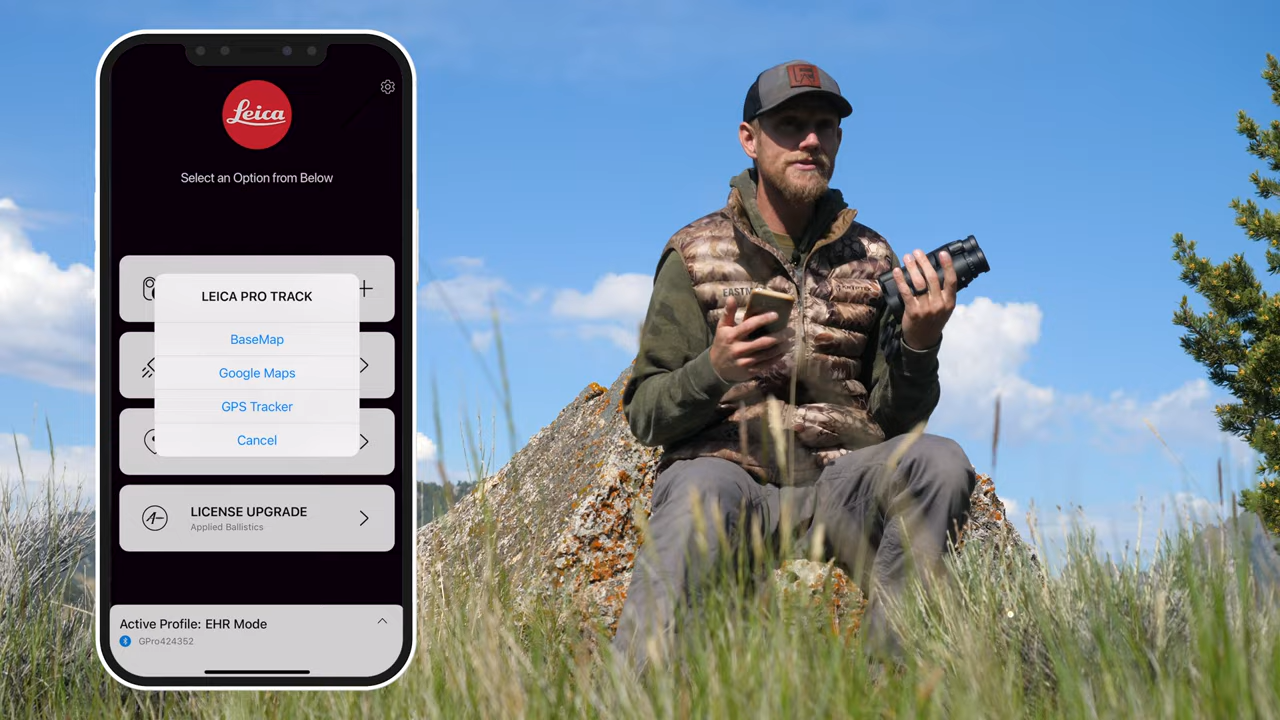 Leica
Select an Option from Below
LEICA PRO TRACK
BaseMap
Google Maps
GPS Tracker
Cancel
LICENSE UPGRADE
Applied Ballistics
Active Profile: EHR Mode
GPro424352